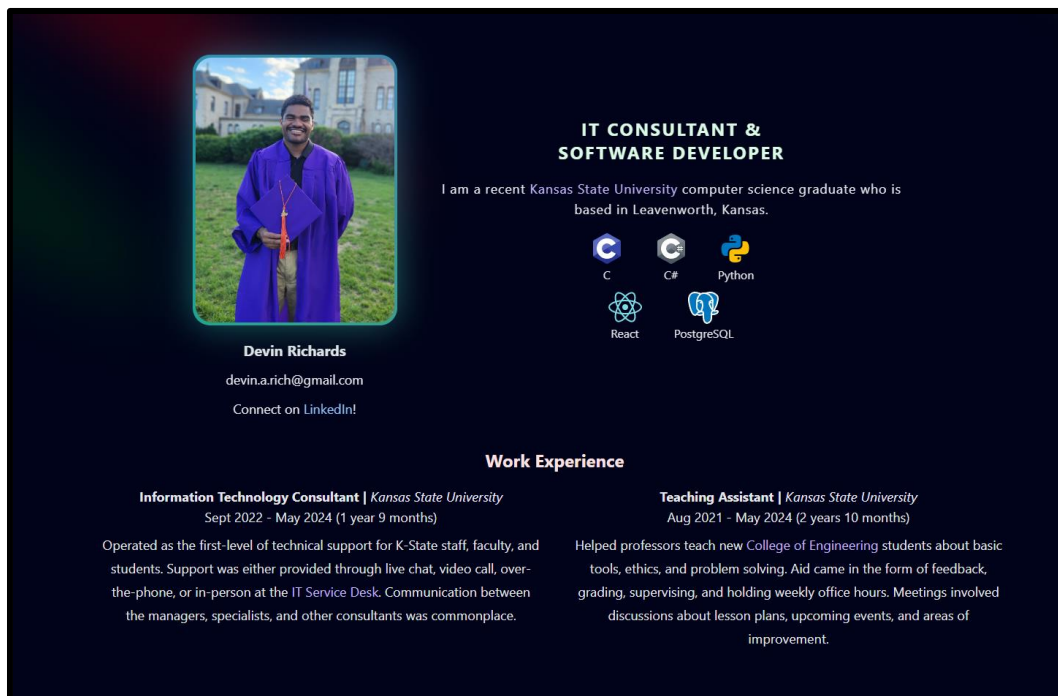 IT CONSULTANT &
SOFTWARE DEVELOPER
I am a recent Kansas State University computer science graduate who is
based in Leavenworth, Kansas.
C
C#
Python
React
PostgreSQL
Devin Richards
devin.a.rich@gmail.com
Connect on LinkedIn!
Work Experience
Information Technology Consultant | Kansas State University
Sept 2022 - May 2024 (1 year 9 months)
Operated as the first-level of technical support for K-State staff, faculty, and
students. Support was either provided through live chat, video call, over-
the-phone, or in-person at the IT Service Desk. Communication between
the managers, specialists, and other consultants was commonplace.
Teaching Assistant | Kansas State University
Aug 2021 - May 2024 (2 years 10 months)
Helped professors teach new College of Engineering students about basic
tools, ethics, and problem solving. Aid came in the form of feedback,
grading, supervising, and holding weekly office hours. Meetings involved
discussions about lesson plans, upcoming events, and areas of
improvement.